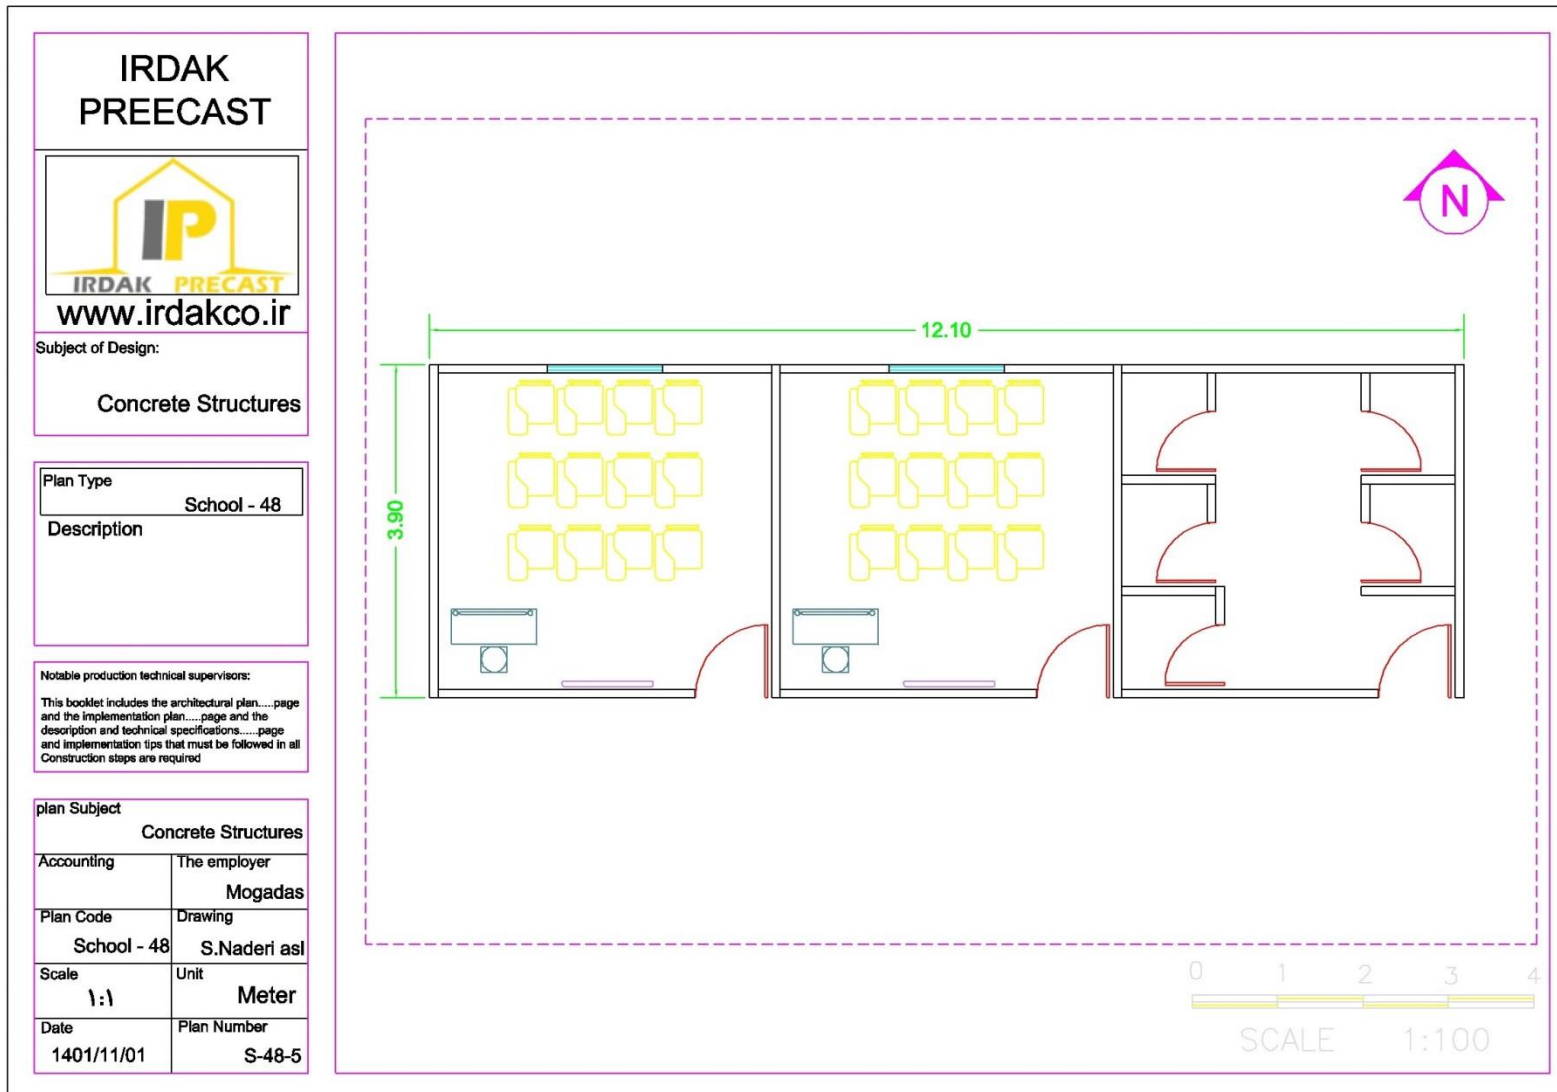 IRDAK
PREECAST
IP
IRDAK PRECAST
www.irdakco.ir
Subject of Design:
Concrete Structures
Plan Type
School - 48
Description
Notable production technical supervisors:
This booklet includes the architectural plan.....page
and the implementation plan.....page and the
description and technical specifications......page
and implementation tips that must be followed in all
Construction steps are required
plan Subject
Concrete Structures
Accounting
The employer
Mogadas
Plan Code
School - 48
Drawing
S.Naderi asl
Scale
۱:۱
Unit
Meter
Date
1401/11/01
Plan Number
S-48-5
N
12.10
3.90
0 1 2 3 4
SCALE 1:100